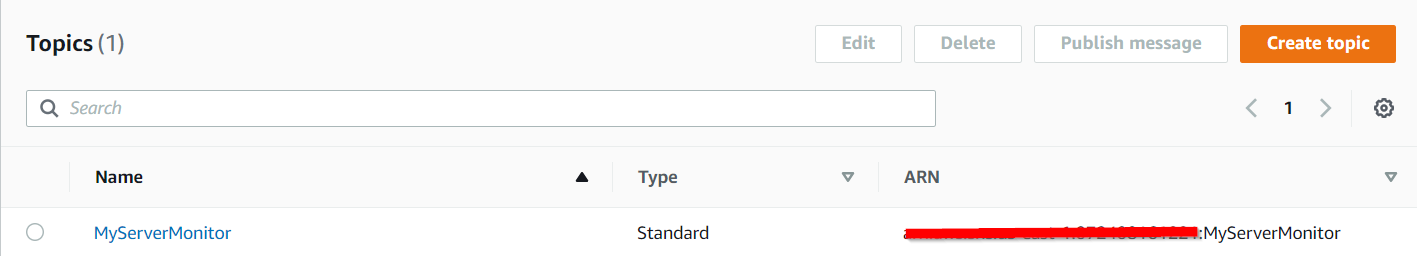 Topics (1)
Edit
Delete
Publish message
Create topic
Search
1
Name
Type
ARN
MyServerMonitor
Standard
:MyServerMonitor